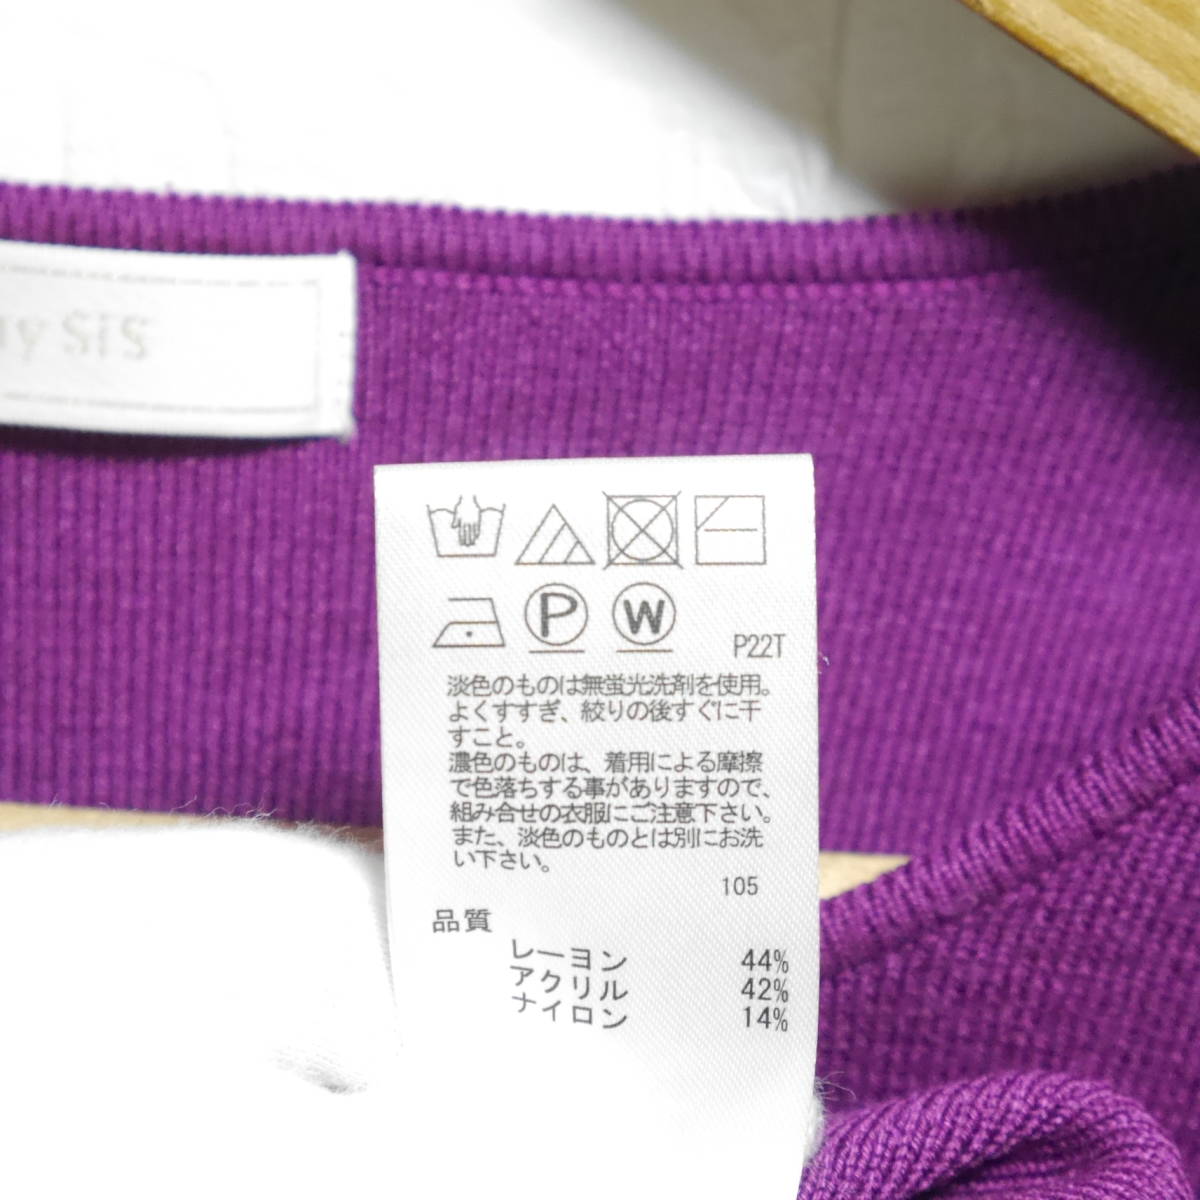 sis
P W
P22T
淡色のものは無蛍光洗剤を使用。
よくすすぎ、絞りの後すぐに干
すこと。
濃色のものは、着用による摩擦
で色落ちする事がありますので、
組み合せの衣服にご注意下さい。
また、淡色のものとは別にお洗
い下さい。
105
品質
レーヨン 44%
アクリル 42%
ナイロン 14%